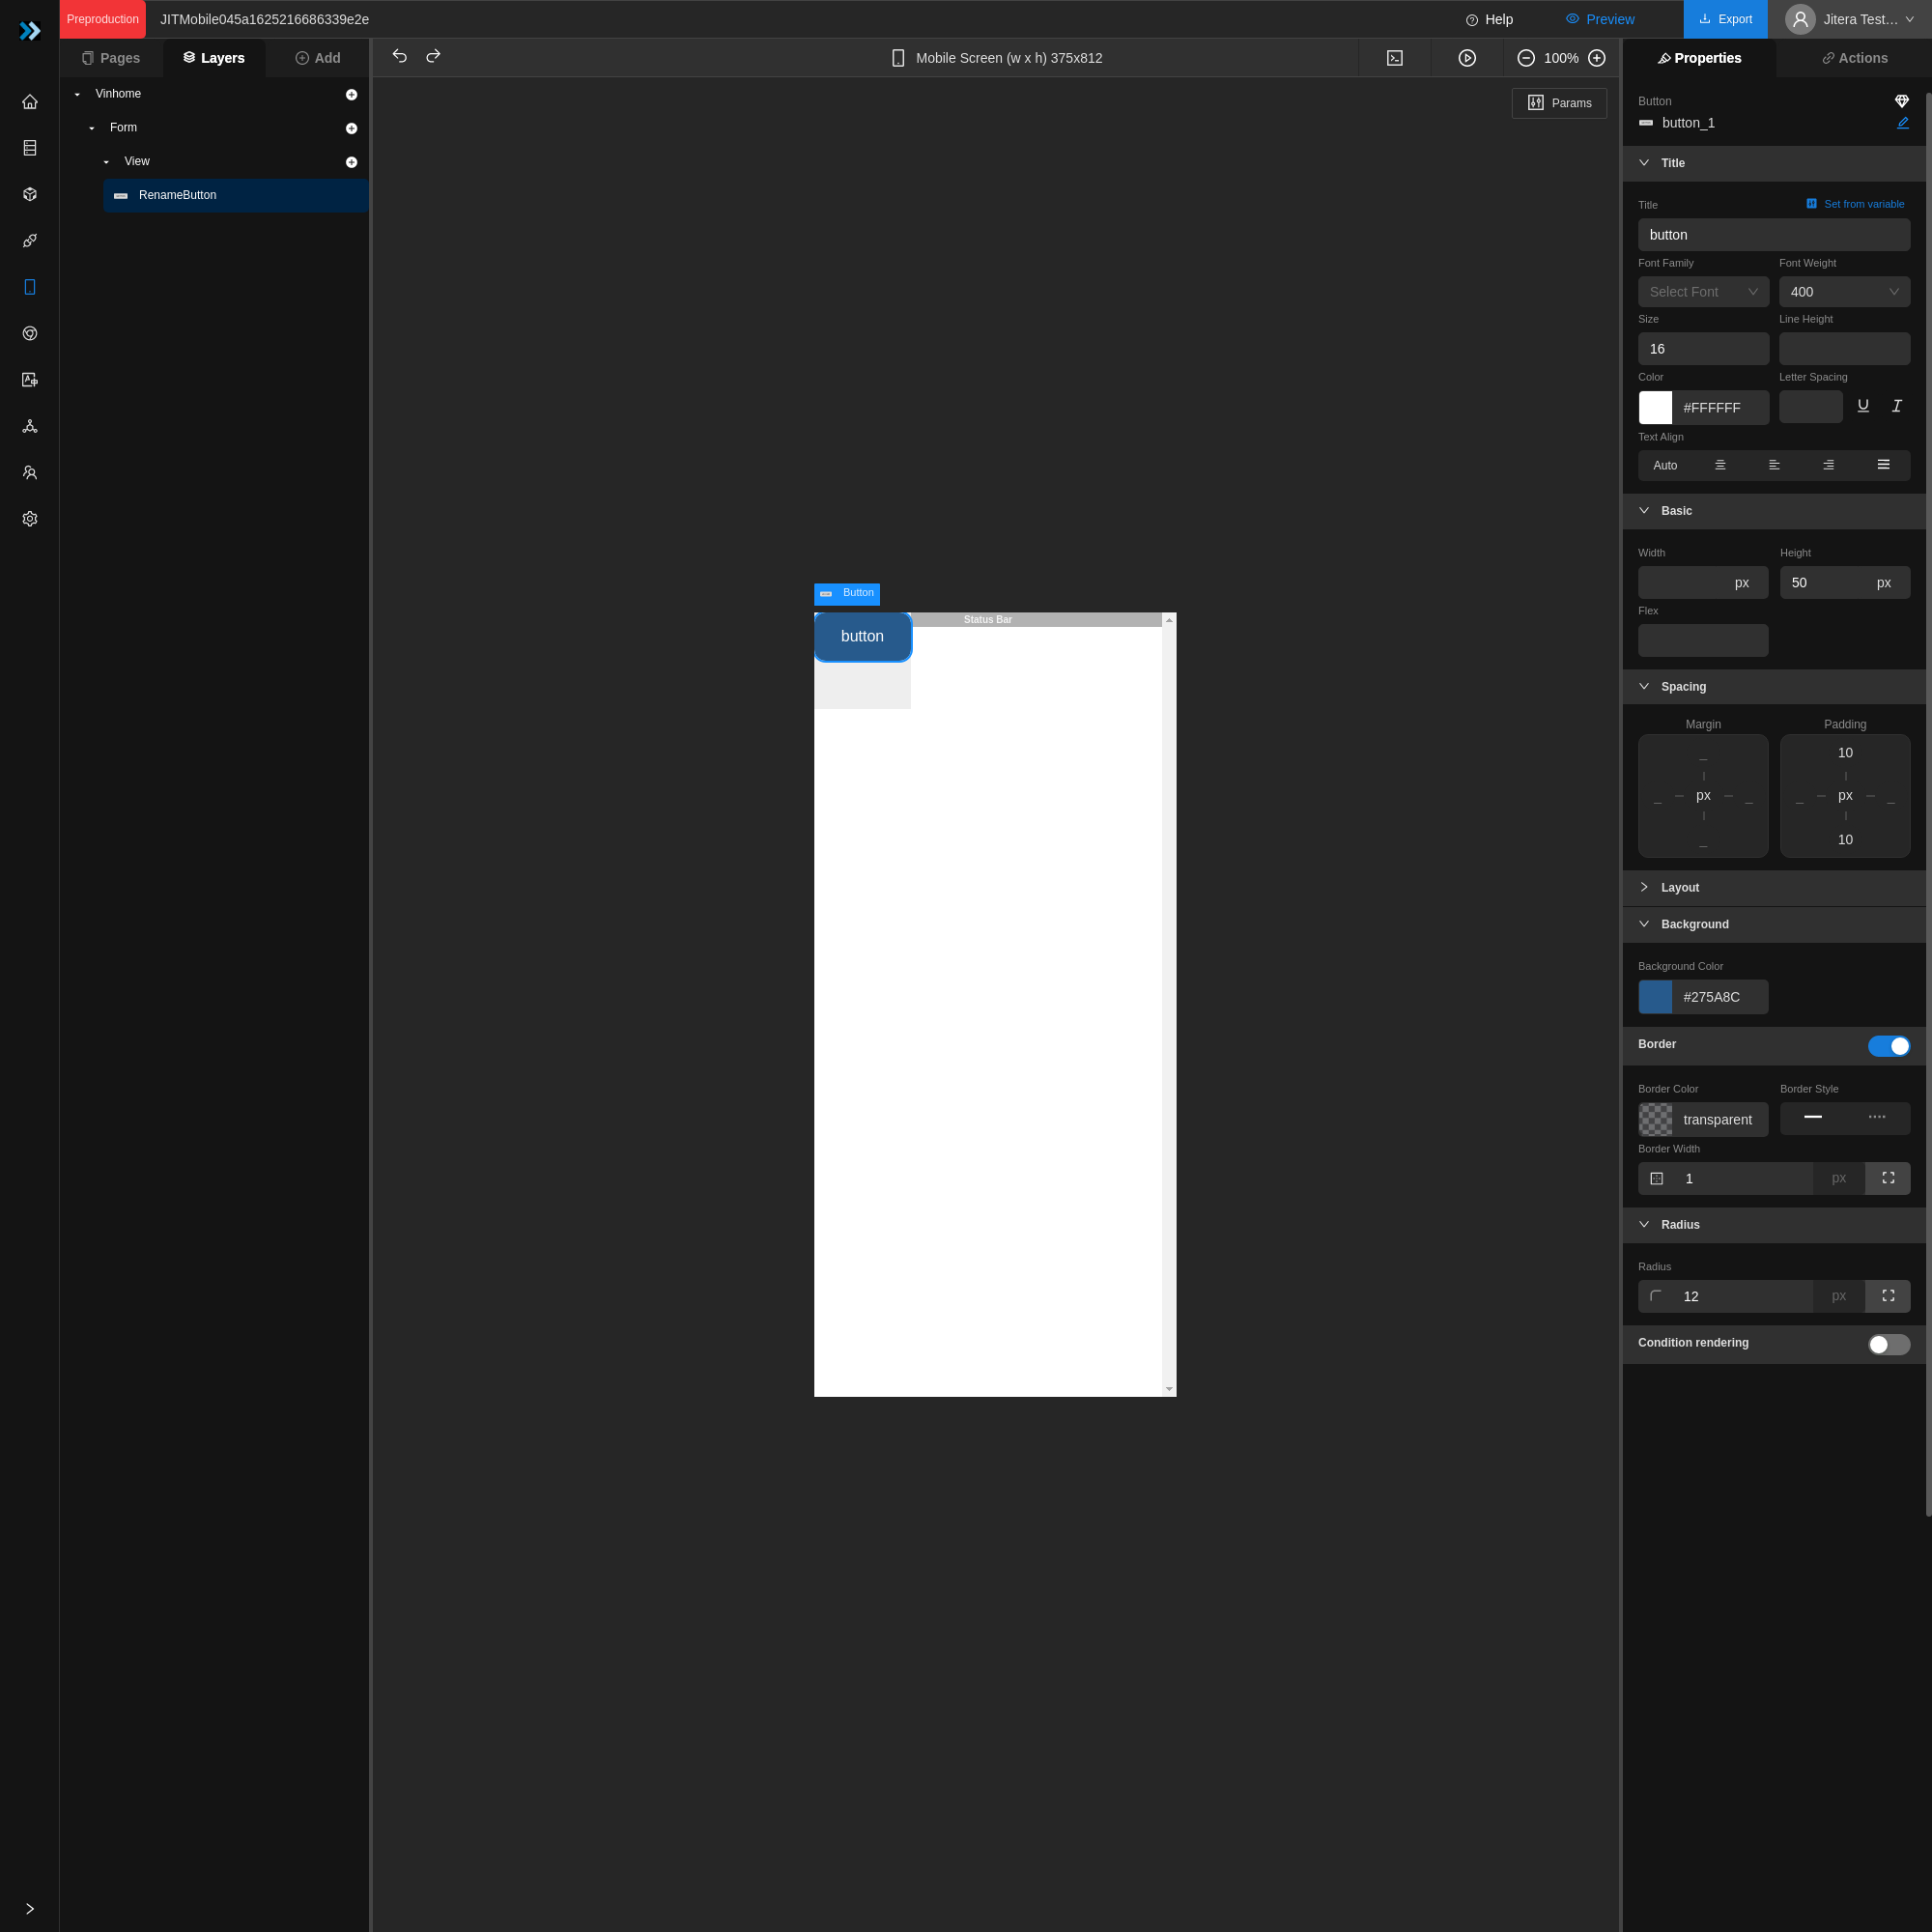 Preproduction
JITMobile045a1625216686339e2e
Help
Preview
Export
Jitera Test...
Pages
Layers
Add
Mobile Screen (w x h) 375x812
100%
Properties
Actions
Vinhome
Form
View
RenameButton
Params
Button
button_1
Title
Title
Set from variable
button
Font Family
Font Weight
Select Font
400
Size
Line Height
16
Color
Letter Spacing
#FFFFFF
Text Align
Auto
Basic
Width
Height
px
50
px
Flex
Button
Status Bar
button
Spacing
Margin
Padding
10
px
px
10
Layout
Background
Background Color
#275A8C
Border
Border Color
Border Style
transparent
Border Width
1
px
Radius
Radius
12
px
Condition rendering